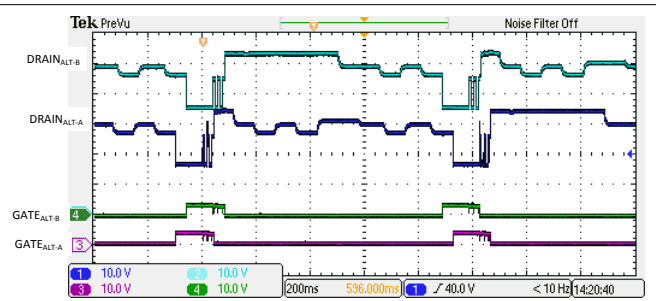 Tek PreVu Noise Filter Off
DRAINALT-B
DRAINALT-A
GATEALT-B
4
GATEALT-A
3
1 10.0 V 2 10.0 V
3 10.0 V 4 10.0 V
200ms 596.000ms 1 40.0 V < 10 Hz 14:20:40